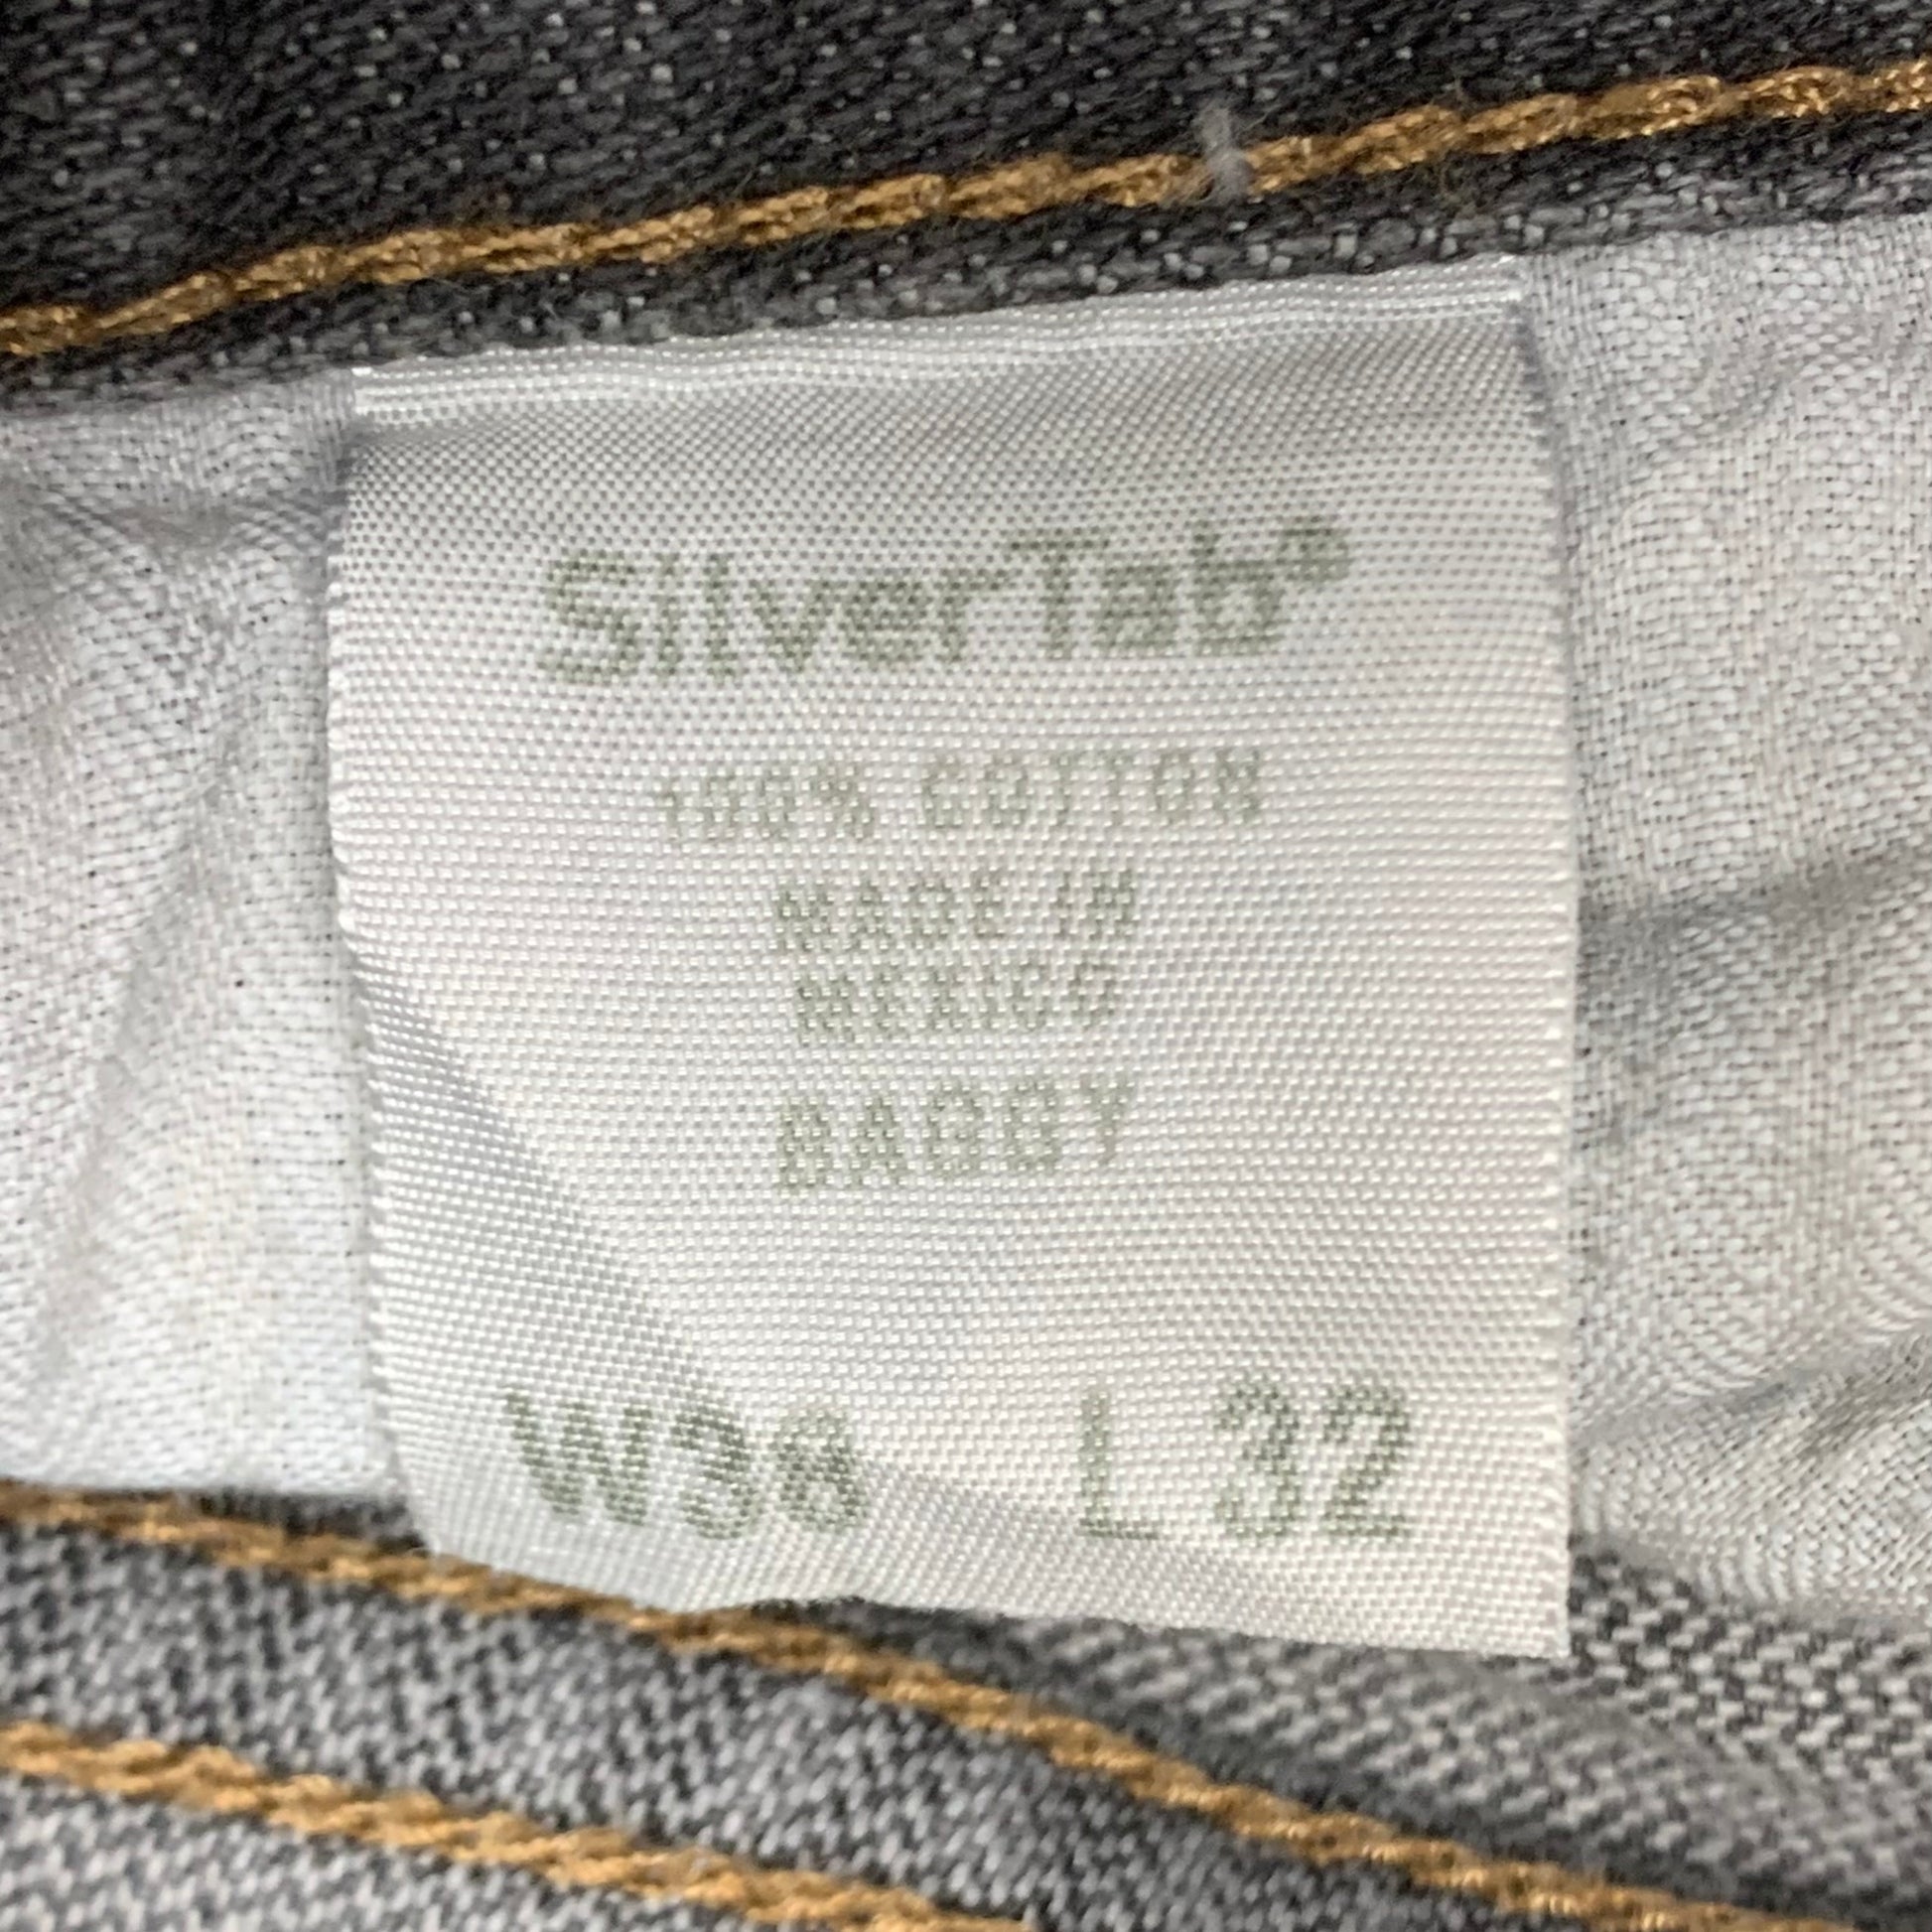 SilverTab®
100% COTTON
MADE IN
MEXICO
BAGGY
W36 L 32